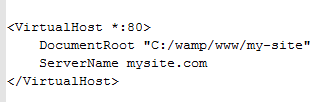 <VirtualHost *:80>
    DocumentRoot "C:/wamp/www/my-site"
    ServerName mysite.com
</VirtualHost>